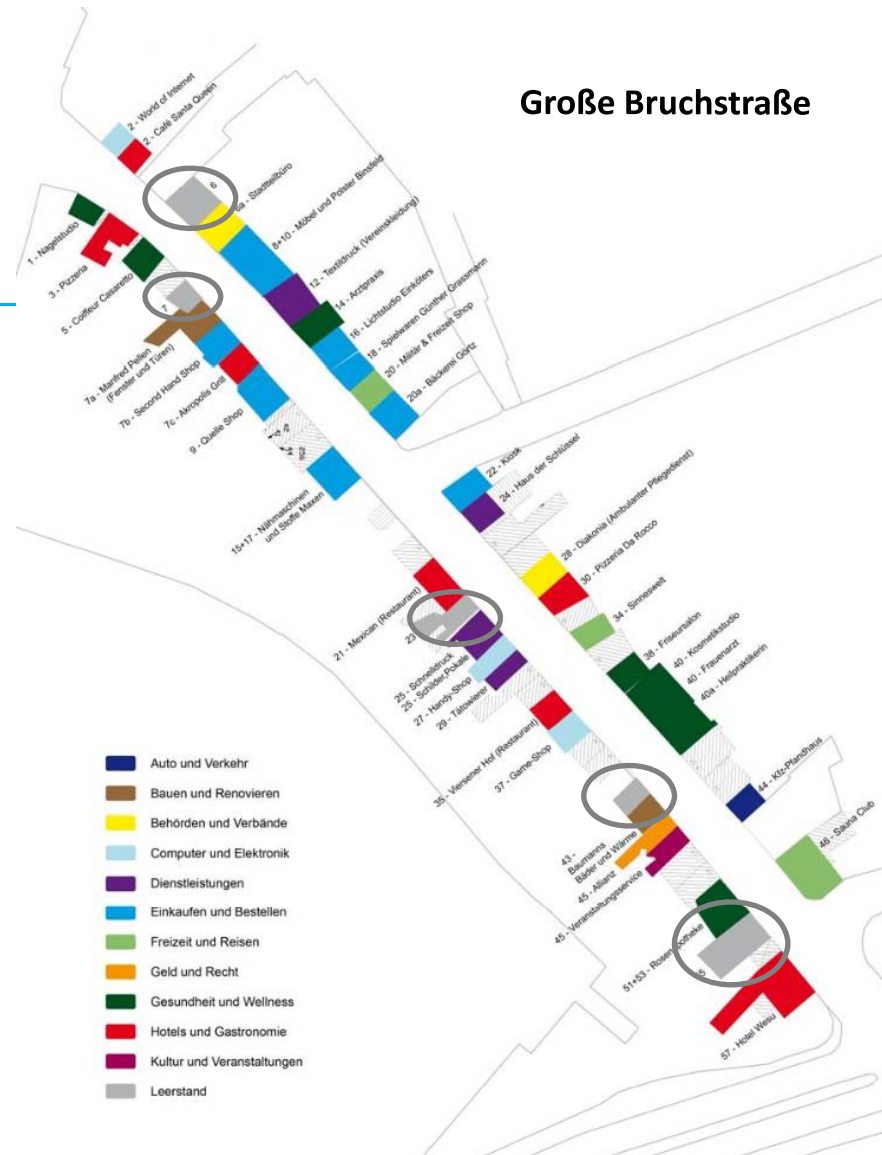 Große Bruchstraße
2 - World of Internet
2 - Café Santa Queen
6
6a - Stadtteilbüro
8+10 - Möbel und Polster Binsfeld
12 - Textildruck (Vereinskleidung)
14 - Arztpraxis
16 - Lichtstudio Einköters
18 - Spielwaren Günther Grassmann
20 - Militär & Freizeit Shop
20a - Bäckerei Görtz
1 - Nagelstudio
3 - Pizzeria
5 - Coiffeur Casaretto
7
7a - Manfred Pellen
(Fenster und Türen)
7b - Second Hand Shop
7c - Akropolis Grill
9 - Quelle Shop
15+17 - Nähmaschinen
und Stoffe Maxen
22 - Kiosk
24 - Haus der Schlüssel
28 - Diakonia (Ambulanter Pflegedienst)
30 - Pizzeria Da Rocco
34 - Sinneswelt
38 - Friseursalon
40 - Kosmetikstudio
40 - Frauenarzt
40a - Heilpraktikerin
44 - Kfz-Pfandhaus
46 - Sauna Club
21 - Mexican (Restaurant)
23
25 - Schnelldruck
25 - Schilder,Pokale
27 - Handy-Shop
29 - Tätowierer
35 - Viersener Hof (Restaurant)
37 - Game-Shop
43 -
Baumanns
Bäder und Wärme
45 - Allianz
45 - Veranstaltungsservice
51+53 - Rosenapotheke
57 - Hotel Wesu
Auto und Verkehr
Bauen und Renovieren
Behörden und Verbände
Computer und Elektronik
Dienstleistungen
Einkaufen und Bestellen
Freizeit und Reisen
Geld und Recht
Gesundheit und Wellness
Hotels und Gastronomie
Kultur und Veranstaltungen
Leerstand